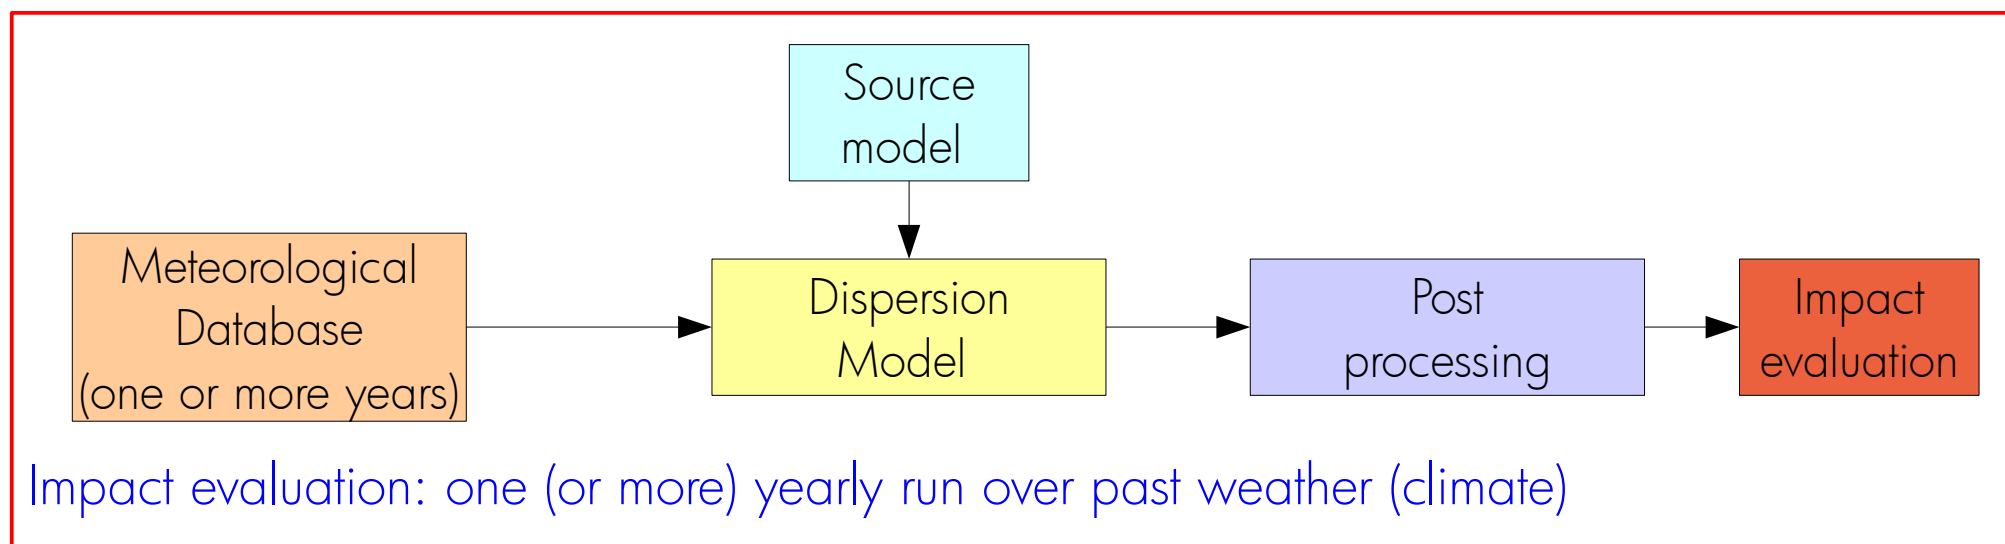 Source
model
Meteorological
Database
(one or more years)
Dispersion
Model
Post
processing
Impact
evaluation
Impact evaluation: one (or more) yearly run over past weather (climate)